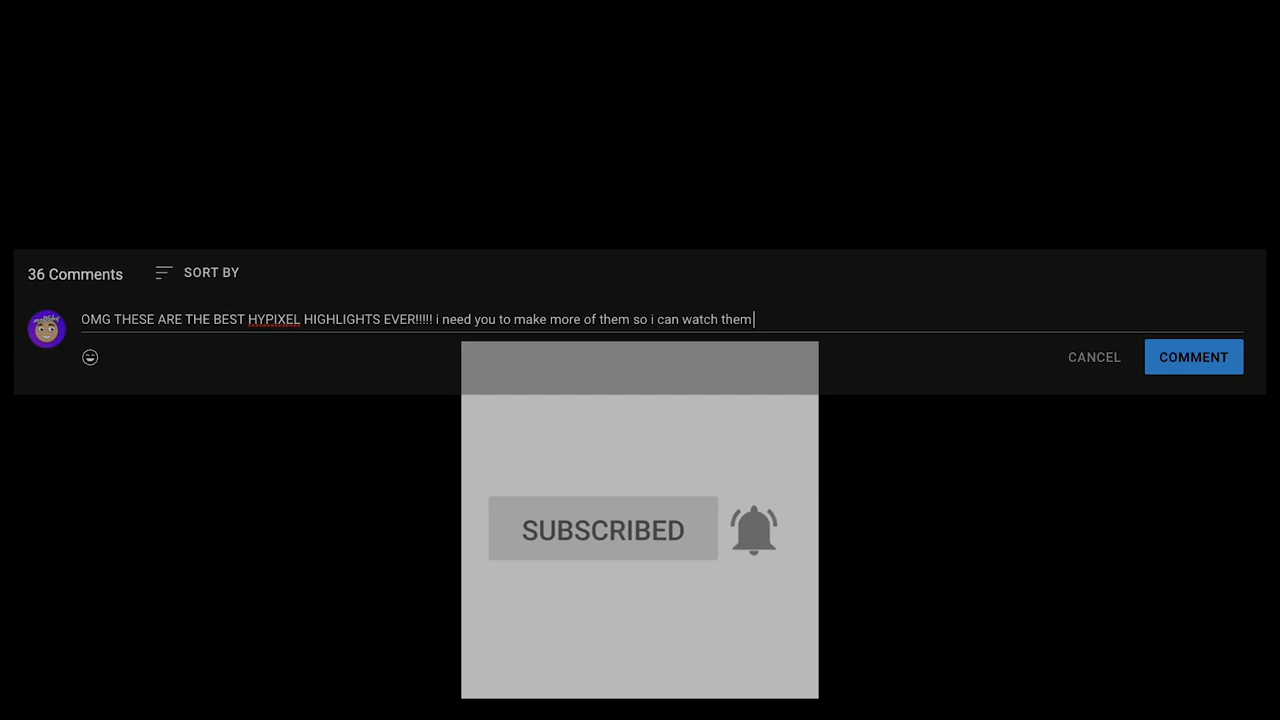 36 Comments
SORT BY
OMG THESE ARE THE BEST HYPIXEL HIGHLIGHTS EVER!!!!! i need you to make more of them so i can watch them
CANCEL
COMMENT
SUBSCRIBED